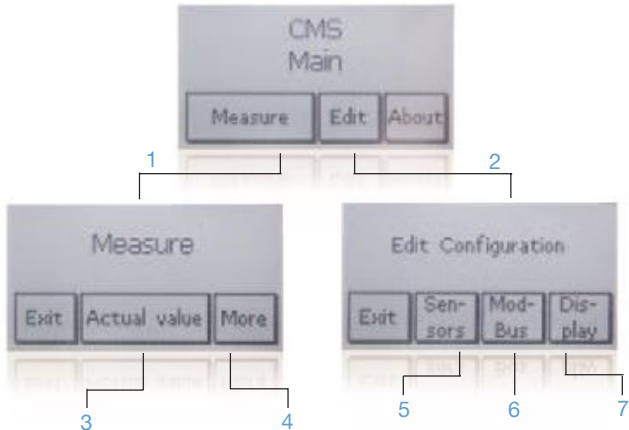 CMS
Main
Measure Edit About
1 2
Measure
Edit Configuration
Exit Actual value More
Exit Sen-
sors Mod-
Bus Dis-
play
3 4 5 6 7